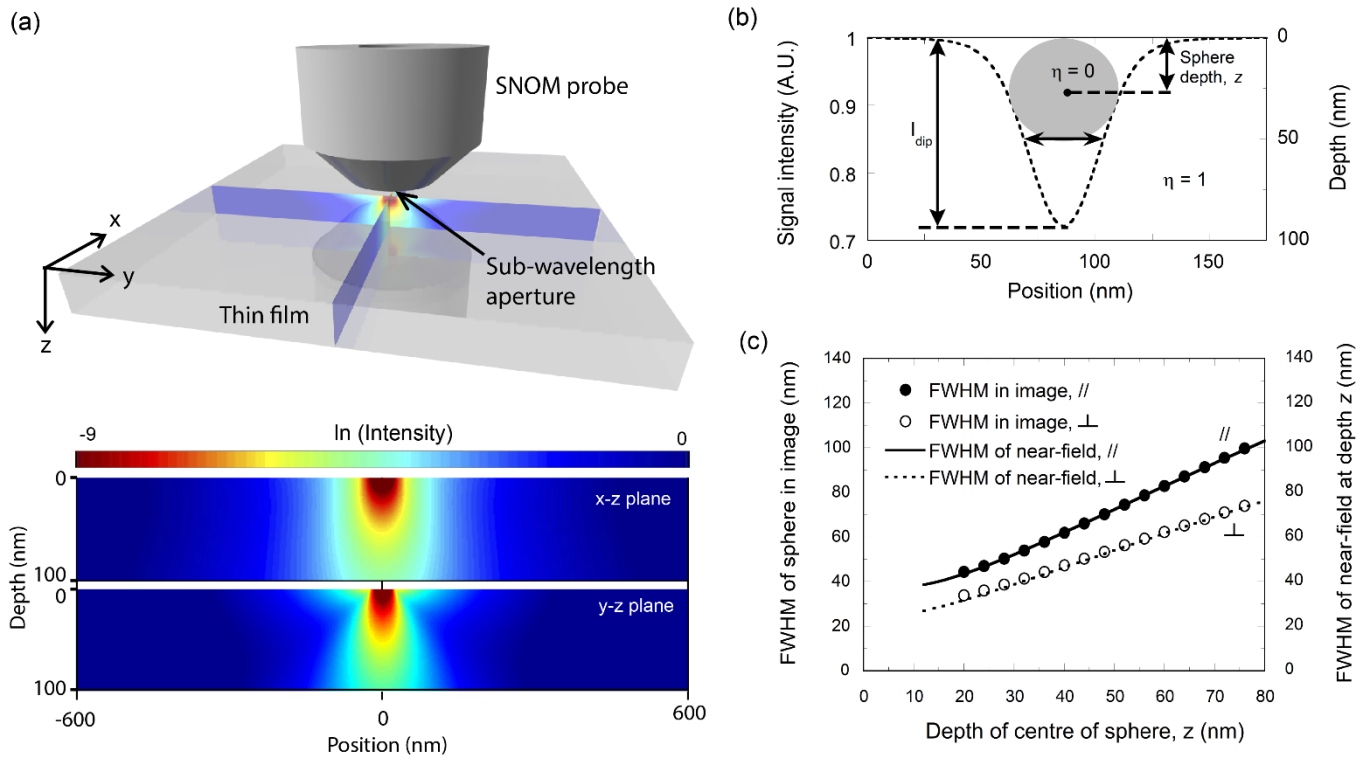 (a)
SNOM probe
x
y
z
Sub-wavelength
aperture
Thin film
-9
ln (Intensity)
0
0
x-z plane
100
0
y-z plane
100
Depth (nm)
-600
0
600
Position (nm)
(b)
1
0.9
0.8
0.7
Signal intensity (A.U.)
0
50
100
Depth (nm)
η = 0
Sphere
depth, z
I dip
η = 1
0
50
100
150
Position (nm)
(c)
140
120
100
80
60
40
20
0
FWHM of sphere in image (nm)
FWHM in image, //
FWHM in image, ⊥
FWHM of near-field, //
FWHM of near-field, ⊥
//
⊥
140
120
100
80
60
40
20
0
FWHM of near-field at depth z (nm)
0
10
20
30
40
50
60
70
80
Depth of centre of sphere, z (nm)